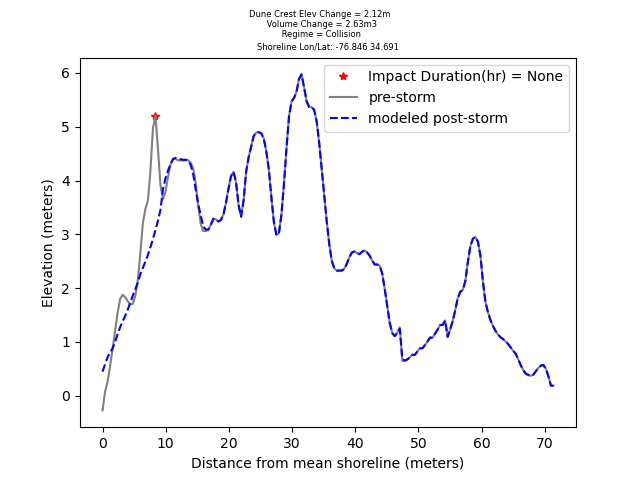 Dune Crest Elev Change = 2.12m
Volume Change = 2.63m3
Regime = Collision
Shoreline Lon/Lat: -76.846 34.691
Impact Duration(hr) = None
pre-storm
modeled post-storm
Elevation (meters)
6
5
4
3
2
1
0
0 10 20 30 40 50 60 70
Distance from mean shoreline (meters)